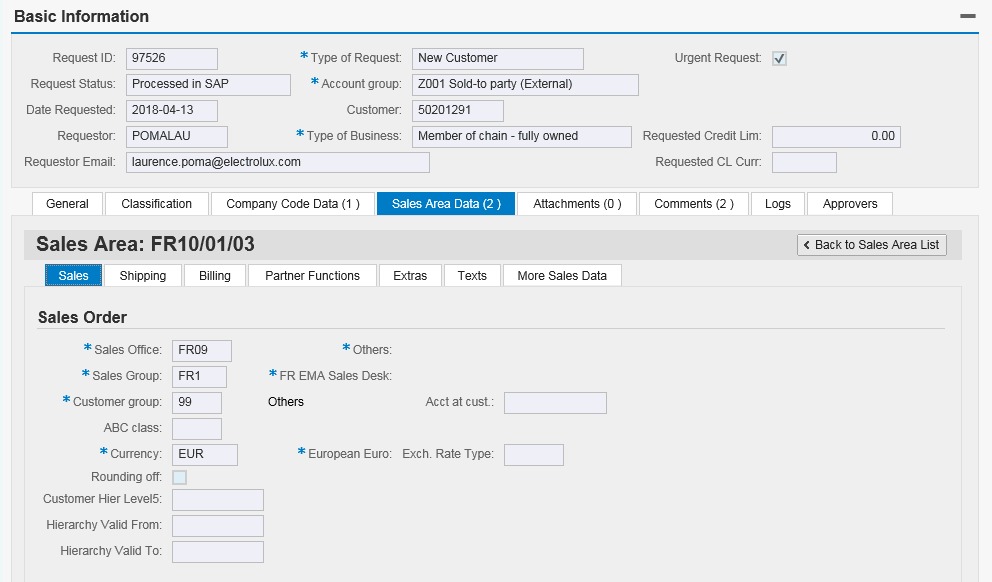 Basic Information
Request ID: 97526 * Type of Request: New Customer Urgent Request:
Request Status: Processed in SAP * Account group: Z001 Sold-to party (External)
Date Requested: 2018-04-13 Customer: 50201291
Requestor: POMALAU * Type of Business: Member of chain - fully owned Requested Credit Lim: 0.00
Requestor Email: laurence.poma@electrolux.com Requested CL Curr:
General Classification Company Code Data (1 ) Sales Area Data (2 ) Attachments (0 ) Comments (2 ) Logs Approvers
Sales Area: FR10/01/03 Back to Sales Area List
Sales Shipping Billing Partner Functions Extras Texts More Sales Data
Sales Order
* Sales Office: FR09 * Others:
* Sales Group: FR1 * FR EMA Sales Desk:
* Customer group: 99 Others Acct at cust.:
ABC class:
* Currency: EUR * European Euro: Exch. Rate Type:
Rounding off:
Customer Hier Level5:
Hierarchy Valid From:
Hierarchy Valid To: